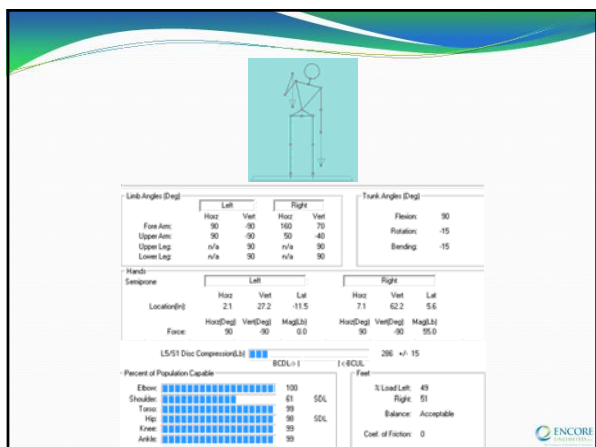 Limb Angles (Deg)
Left Right
Horz Vert Horz Vert
Fore Arm: 90 -90 160 70
Upper Arm: 90 -90 50 -40
Upper Leg: n/a 90 n/a 90
Lower Leg: n/a 90 n/a 90
Trunk Angles (Deg)
Flexion: 90
Rotation: -15
Bending: -15
Hands
Semiprone
Left Right
Horz Vert Lat Horz Vert Lat
Location(In): 2.1 27.2 -11.5 7.1 62.2 5.6
Horz(Deg) Vert(Deg) Mag(Lb) Horz(Deg) Vert(Deg) Mag(Lb)
Force: 90 -90 0.0 90 -90 55.0
L5/S1 Disc Compression(Lb) 286 +/- 15
BCDL->| |<-BCUL
Percent of Population Capable
Elbow: 100
Shoulder: 61 SDL
Torso: 99
Hip: 98 SDL
Knee: 99
Ankle: 99
Feet
% Load Left: 49
Right: 51
Balance: Acceptable
Coef. of Friction: 0
ENCORE